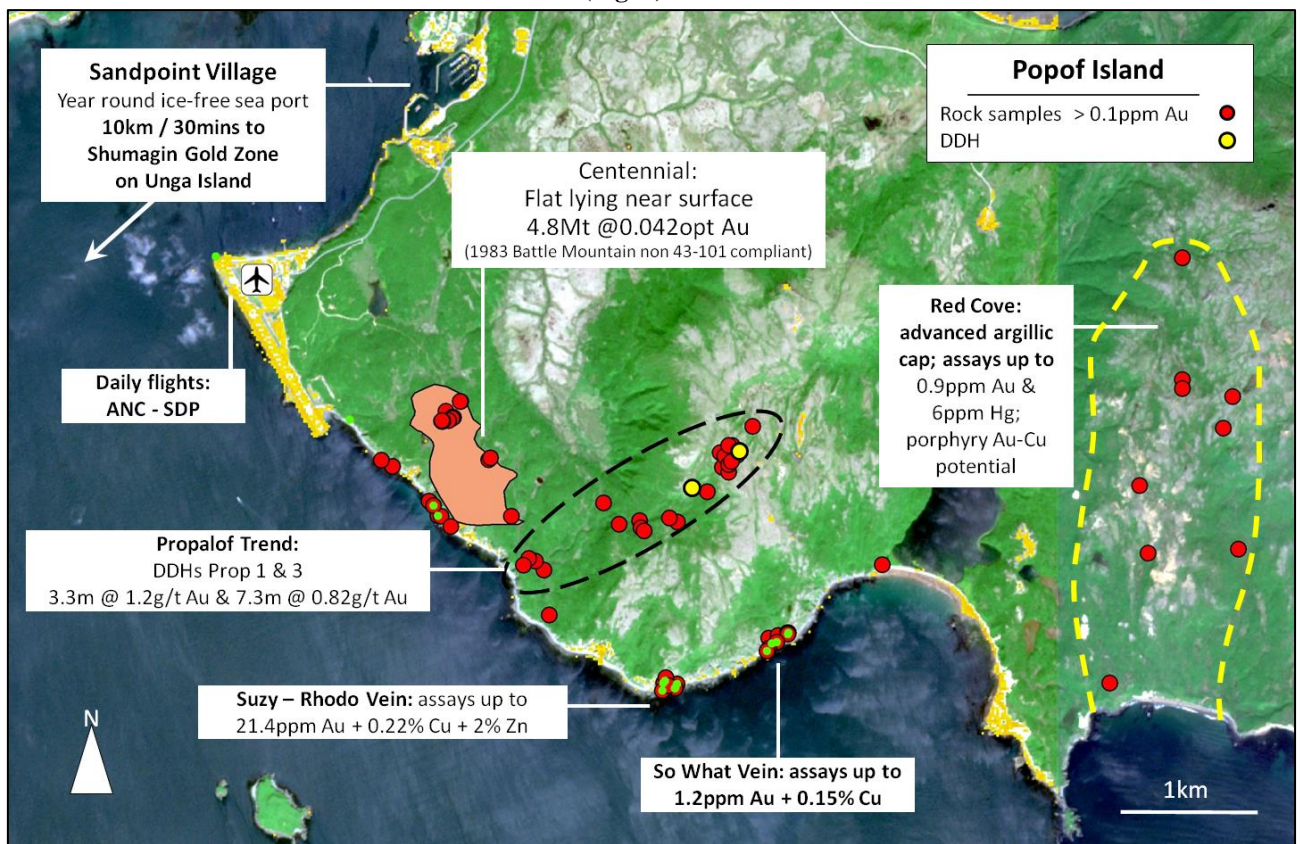 Sandpoint Village
Year round ice-free sea port
10km / 30mins to
Shumagin Gold Zone
on Unga Island
Popof Island
Rock samples > 0.1ppm Au
DDH
Centennial:
Flat lying near surface
4.8Mt @0.042opt Au
(1983 Battle Mountain non 43-101 compliant)
Red Cove:
advanced argillic
cap; assays up to
0.9ppm Au &
6ppm Hg;
porphyry Au-Cu
potential
Daily flights:
ANC - SDP
Propalof Trend:
DDHs Prop 1 & 3
3.3m @ 1.2g/t Au & 7.3m @ 0.82g/t Au
Suzy – Rhodo Vein: assays up to
21.4ppm Au + 0.22% Cu + 2% Zn
So What Vein: assays up to
1.2ppm Au + 0.15% Cu
N
1km